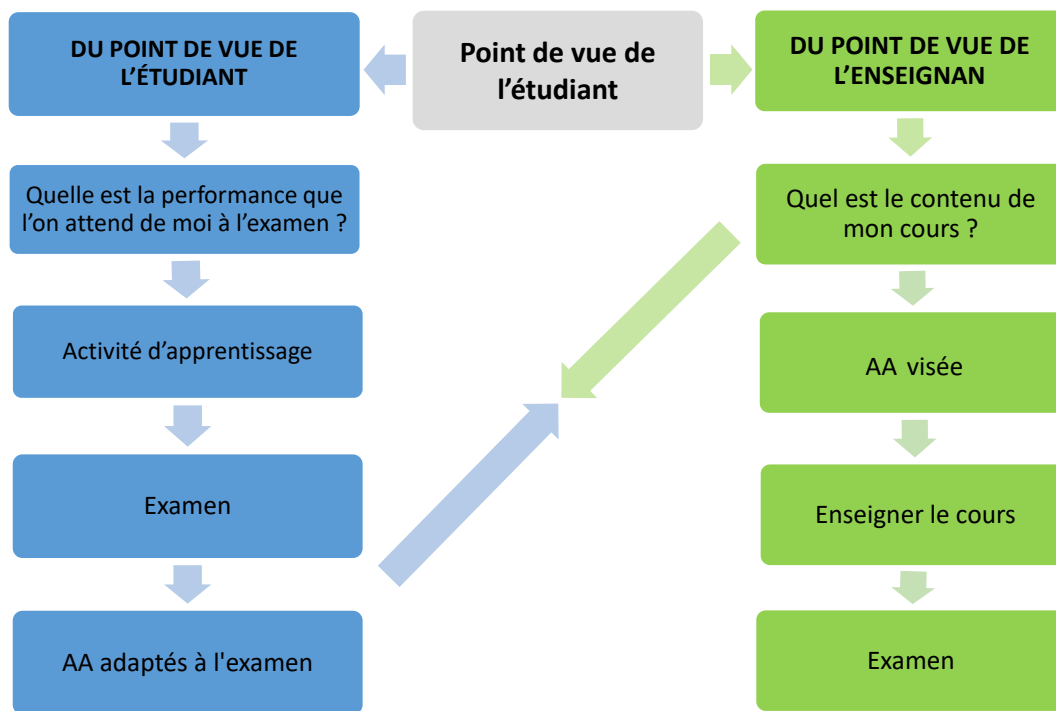 DU POINT DE VUE DE
L’ÉTUDIANT
Point de vue de
l’étudiant
DU POINT DE VUE DE
L’ENSEIGNAN
Quelle est la performance que
l’on attend de moi à l’examen ?
Quel est le contenu de
mon cours ?
Activité d’apprentissage
AA visée
Examen
Enseigner le cours
AA adaptés à l'examen
Examen